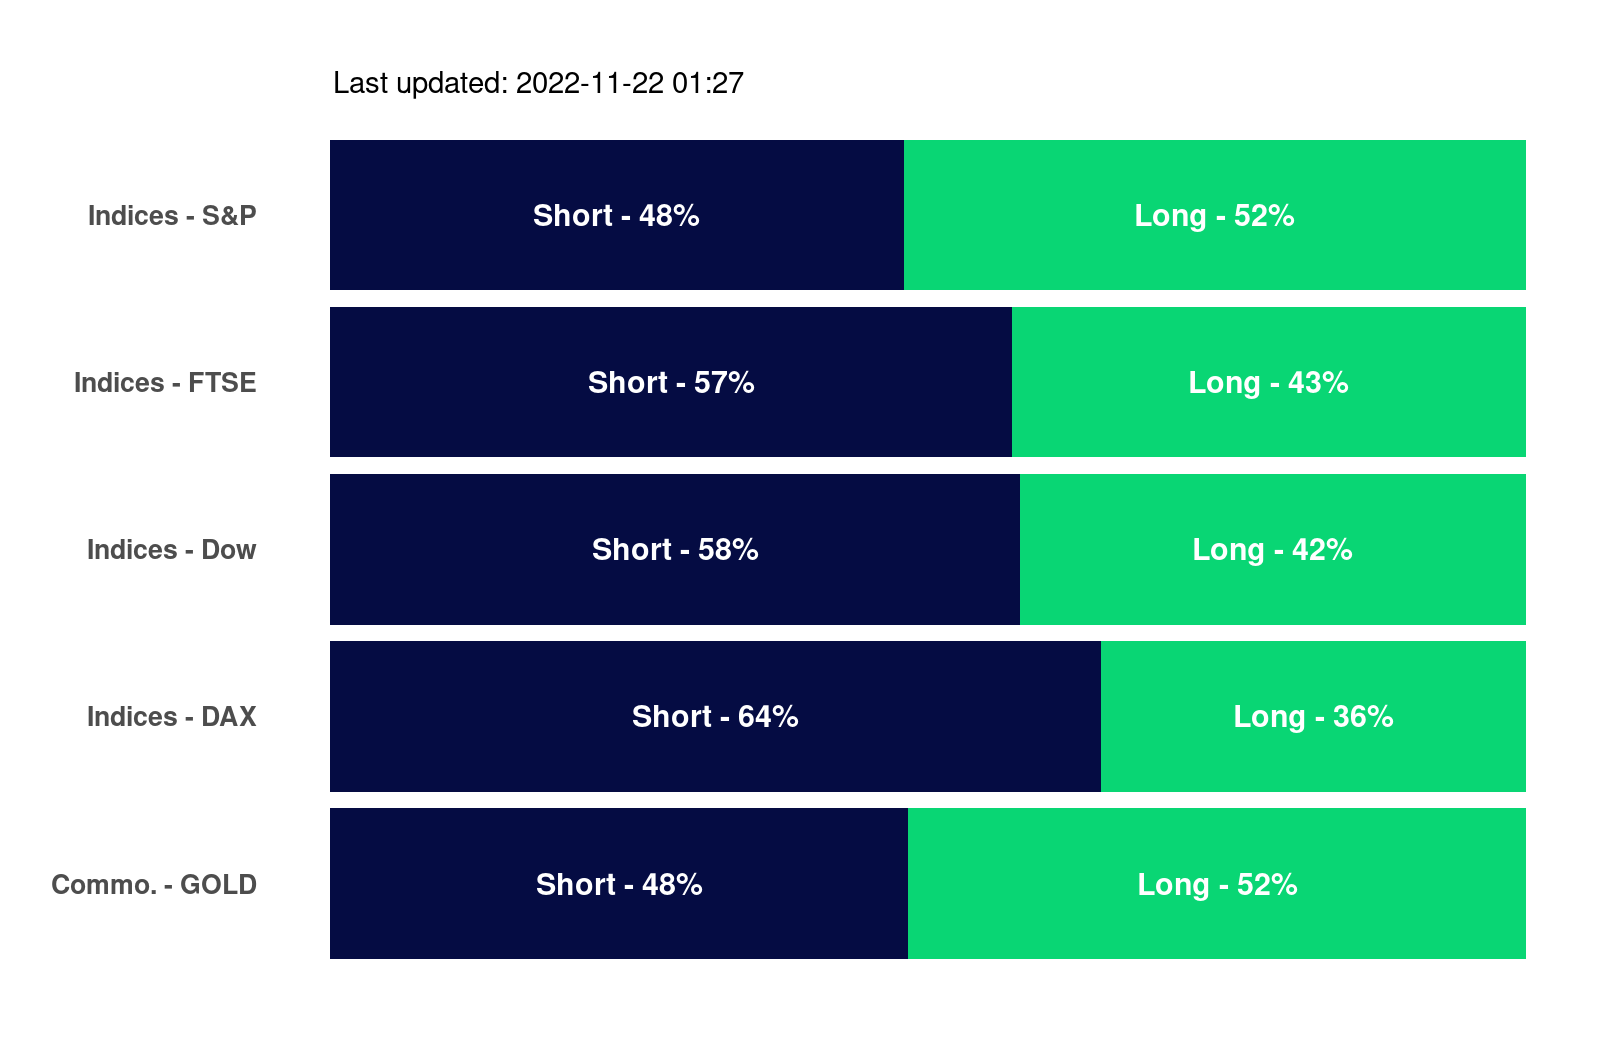 Last updated: 2022-11-22 01:27
Indices - S&P Short - 48% Long - 52%
Indices - FTSE Short - 57% Long - 43%
Indices - Dow Short - 58% Long - 42%
Indices - DAX Short - 64% Long - 36%
Commo. - GOLD Short - 48% Long - 52%